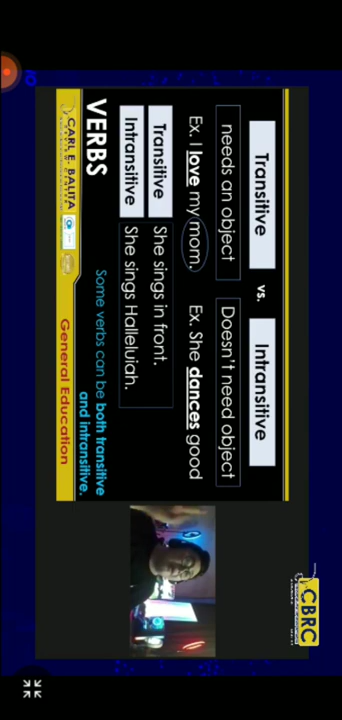 Transitive vs. Intransitive
needs an object Doesn't need object
Ex. I love my mom. Ex. She dances good
Transitive She sings in front.
Intransitive She sings Halleluiah.
VERBS Some verbs can be both transitive
and intransitive.
CARL E. BALITA
REVIEW CENTER
General Education
CBRC